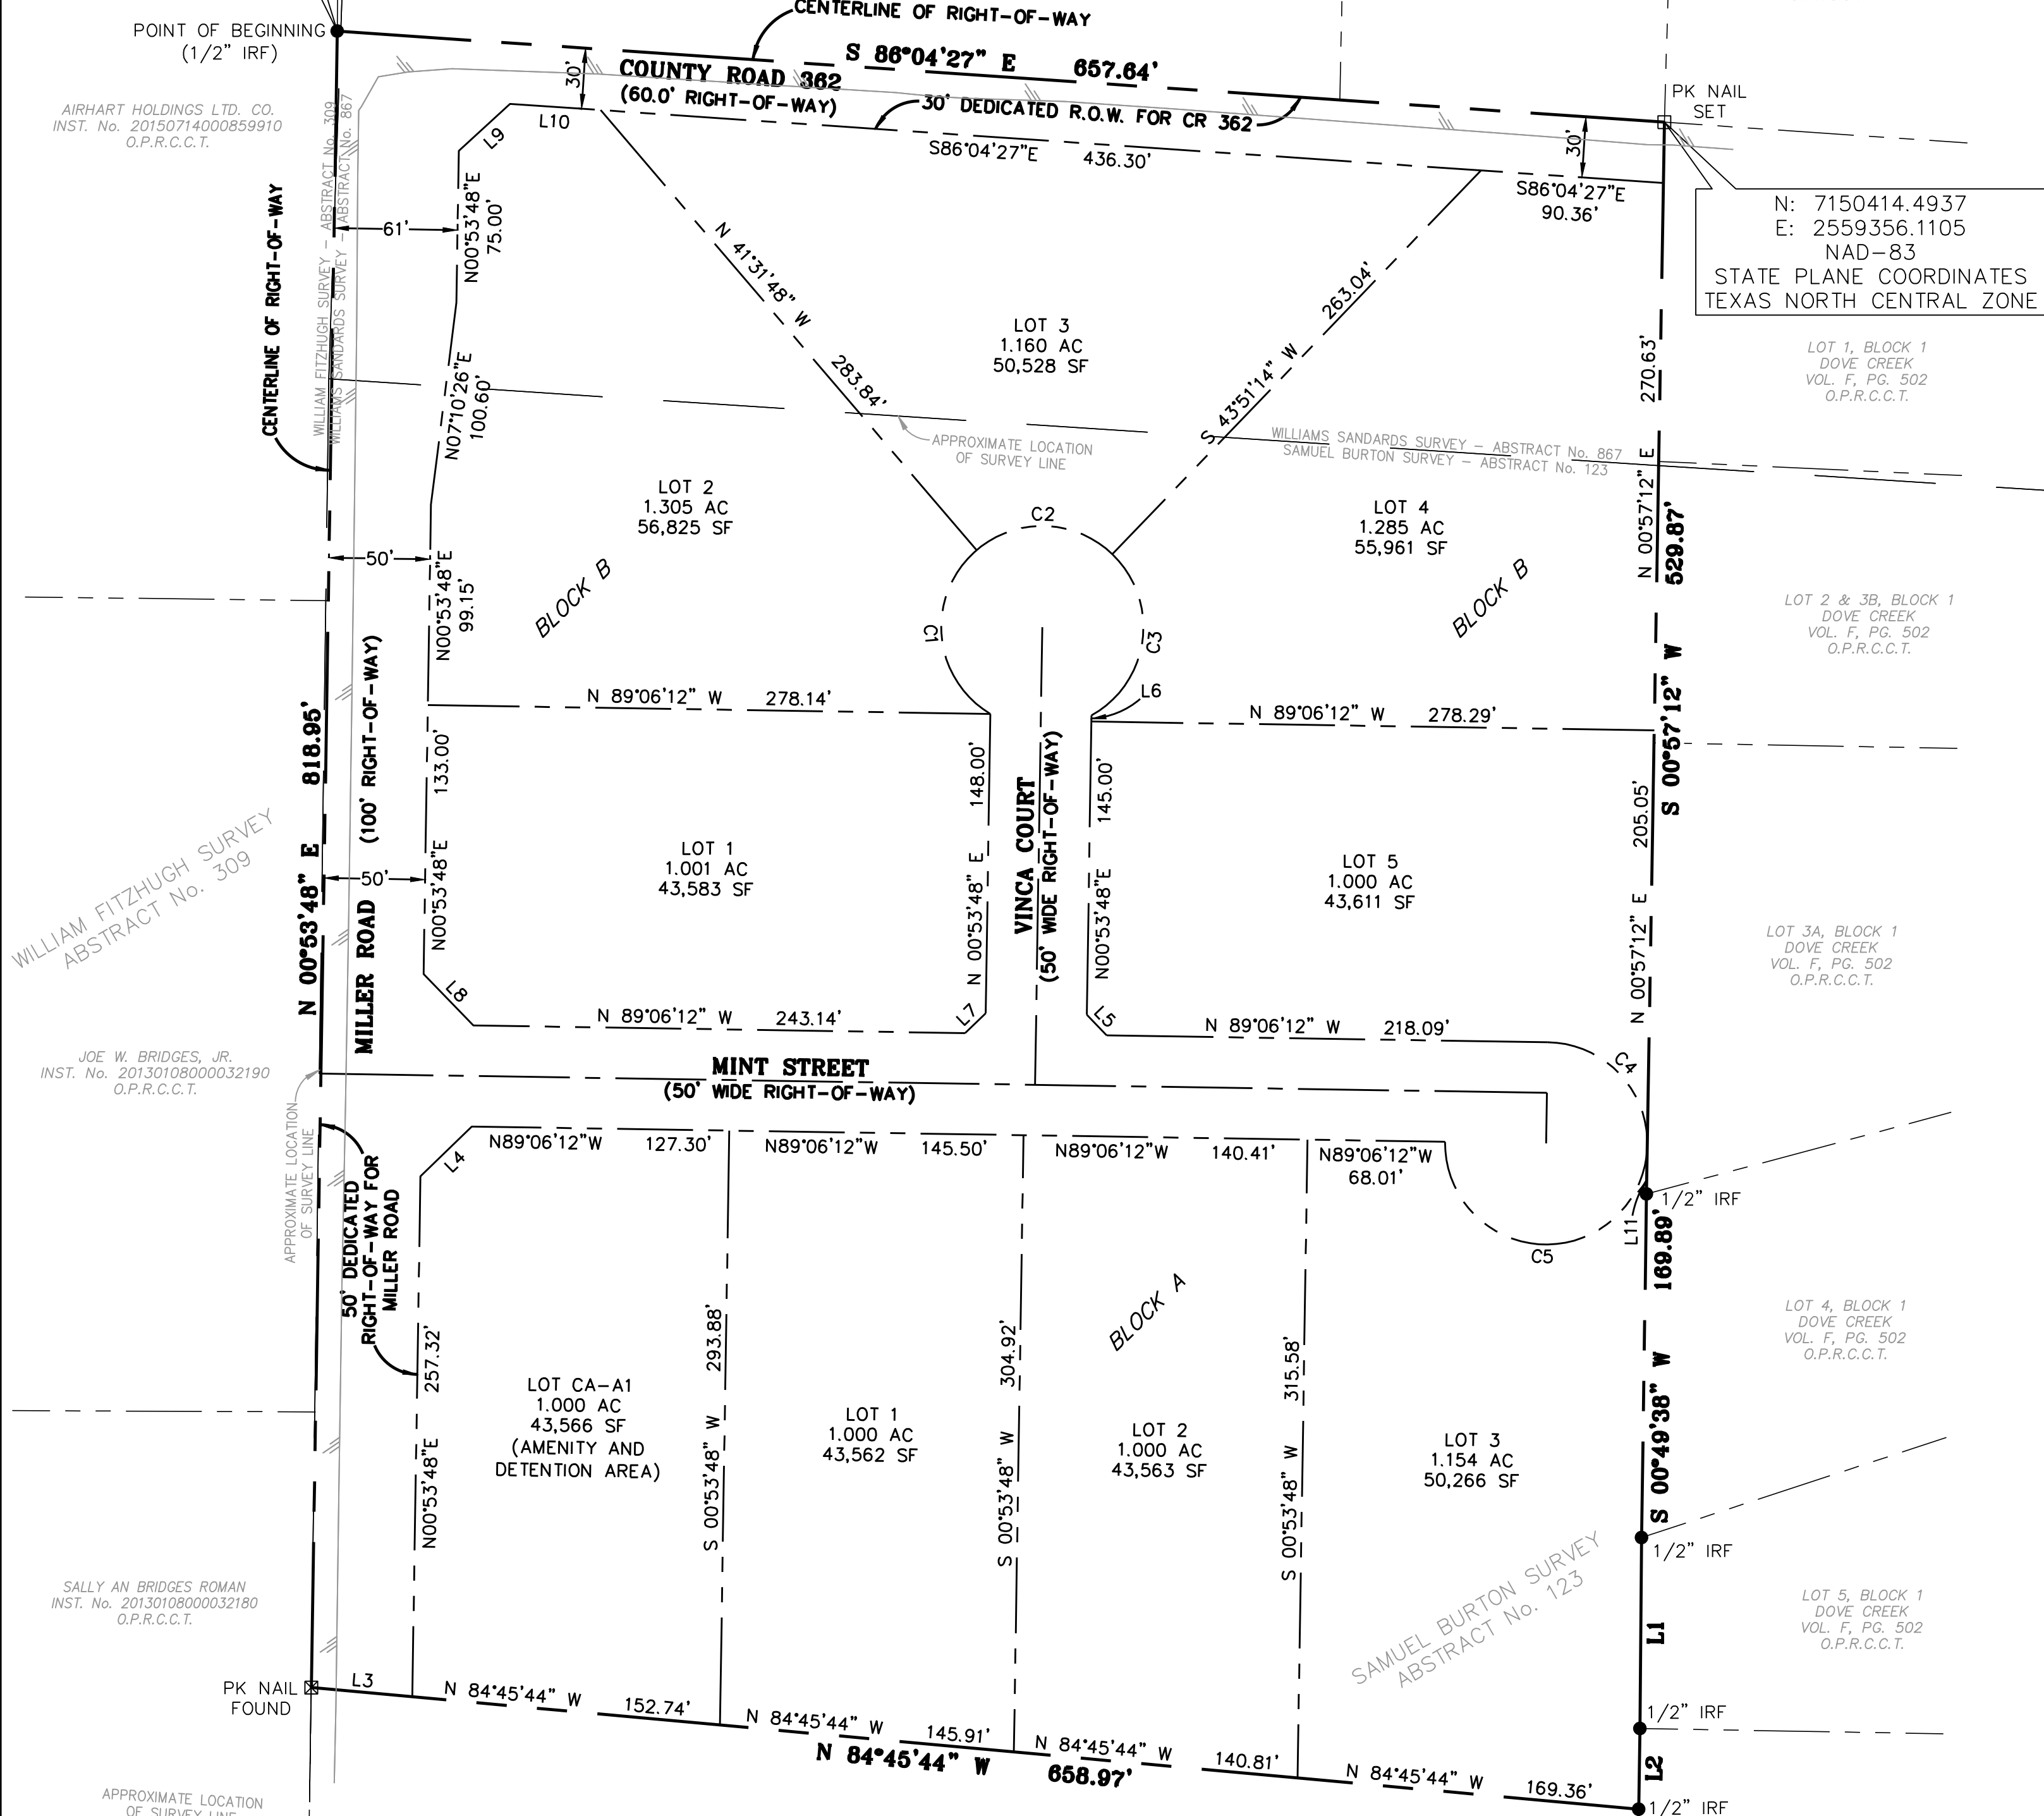 CENTERLINE OF RIGHT-OF-WAY
POINT OF BEGINNING
(1/2" IRF)
S 86°04'27" E 657.64'
COUNTY ROAD 362
(60.0' RIGHT-OF-WAY)
30'
30' DEDICATED R.O.W. FOR CR 362
L10
L9
S86°04'27"E 436.30'
PK NAIL
SET
30'
S86°04'27"E
90.36'
N: 7150414.4937
E: 2559356.1105
NAD-83
STATE PLANE COORDINATES
TEXAS NORTH CENTRAL ZONE
AIRHART HOLDINGS LTD. CO.
INST. No. 20150714000859910
O.P.R.C.C.T.
WILLIAM FITZHUGH SURVEY - ABSTRACT No. 309
WILLIAMS SANDARDS SURVEY - ABSTRACT No. 867
CENTERLINE OF RIGHT-OF-WAY
61'
N00°53'48"E
75.00'
N 41°31'48" W
283.84'
LOT 3
1.160 AC
50,528 SF
S 43°51'14" W
263.04'
270.63'
N 00°57'12" E
LOT 1, BLOCK 1
DOVE CREEK
VOL. F, PG. 502
O.P.R.C.C.T.
N07°10'26"E
100.60'
APPROXIMATE LOCATION
OF SURVEY LINE
WILLIAMS SANDARDS SURVEY - ABSTRACT No. 867
SAMUEL BURTON SURVEY - ABSTRACT No. 123
LOT 2
1.305 AC
56,825 SF
C2
LOT 4
1.285 AC
55,961 SF
529.87'
S 00°57'12" W
50'
N00°53'48"E
99.15'
BLOCK B
BLOCK B
C1
C3
LOT 2 & 3B, BLOCK 1
DOVE CREEK
VOL. F, PG. 502
O.P.R.C.C.T.
L6
N 89°06'12" W 278.14'
N 89°06'12" W 278.29'
N 00°53'48" E 818.95'
MILLER ROAD (100' RIGHT-OF-WAY)
133.00'
N00°53'48"E
50'
LOT 1
1.001 AC
43,583 SF
148.00'
N 00°53'48" E
VINCA COURT
(50' WIDE RIGHT-OF-WAY)
145.00'
N00°53'48"E
LOT 5
1.000 AC
43,611 SF
205.05'
N 00°57'12" E
WILLIAM FITZHUGH SURVEY
ABSTRACT No. 309
LOT 3A, BLOCK 1
DOVE CREEK
VOL. F, PG. 502
O.P.R.C.C.T.
L8
N 89°06'12" W 243.14'
L7
L5
N 89°06'12" W 218.09'
C4
MINT STREET
(50' WIDE RIGHT-OF-WAY)
JOE W. BRIDGES, JR.
INST. No. 20130108000032190
O.P.R.C.C.T.
APPROXIMATE LOCATION
OF SURVEY LINE
50' DEDICATED
RIGHT-OF-WAY FOR
MILLER ROAD
L4
N89°06'12"W 127.30'
N89°06'12"W 145.50'
N89°06'12"W 140.41'
N89°06'12"W
68.01'
C5
L11
1/2" IRF
169.89'
S 00°49'38" W
257.32'
N00°53'48"E
LOT CA-A1
1.000 AC
43,566 SF
(AMENITY AND
DETENTION AREA)
293.88'
S 00°53'48" W
LOT 1
1.000 AC
43,562 SF
304.92'
S 00°53'48" W
BLOCK A
LOT 2
1.000 AC
43,563 SF
315.58'
S 00°53'48" W
LOT 3
1.154 AC
50,266 SF
LOT 4, BLOCK 1
DOVE CREEK
VOL. F, PG. 502
O.P.R.C.C.T.
1/2" IRF
SAMUEL BURTON SURVEY
ABSTRACT No. 123
L1
LOT 5, BLOCK 1
DOVE CREEK
VOL. F, PG. 502
O.P.R.C.C.T.
SALLY AN BRIDGES ROMAN
INST. No. 20130108000032180
O.P.R.C.C.T.
PK NAIL
FOUND
L3
N 84°45'44" W 152.74'
N 84°45'44" W 145.91'
N 84°45'44" W 140.81'
N 84°45'44" W 169.36'
N 84°45'44" W 658.97'
1/2" IRF
L2
1/2" IRF
APPROXIMATE LOCATION
OF SURVEY LINE